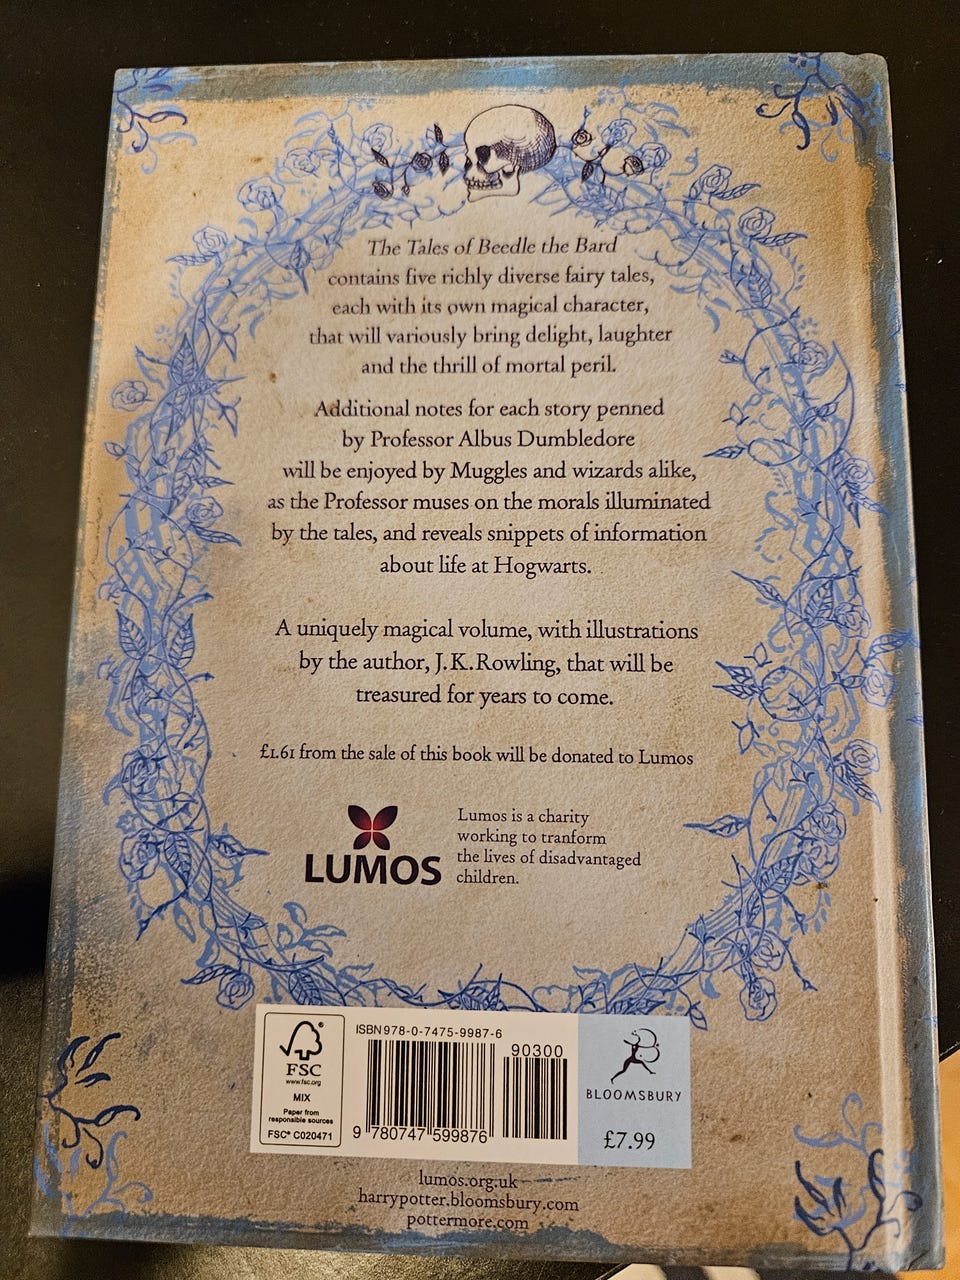 The Tales of Beedle the Bard
contains five richly diverse fairy tales,
each with its own magical character,
that will variously bring delight, laughter
and the thrill of mortal peril.
Additional notes for each story penned
by Professor Albus Dumbledore
will be enjoyed by Muggles and wizards alike,
as the Professor muses on the morals illuminated
by the tales, and reveals snippets of information
about life at Hogwarts.
A uniquely magical volume, with illustrations
by the author, J.K.Rowling, that will be
treasured for years to come.
£1.61 from the sale of this book will be donated to Lumos
LUMOS
Lumos is a charity
working to tranform
the lives of disadvantaged
children.
FSC
www.fsc.org
MIX
Paper from
responsible sources
FSC® C020471
ISBN 978-0-7475-9987-6
90300
9 780747 599876
BLOOMSBURY
£7.99
lumos.org.uk
harrypotter.bloomsbury.com
pottermore.com